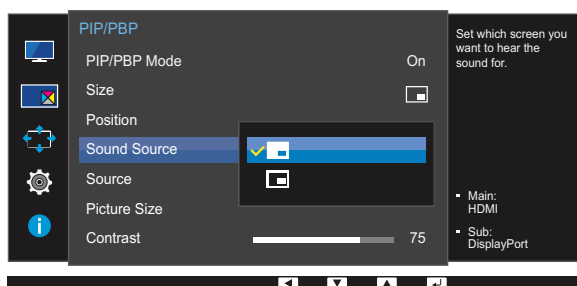 PIP/PBP
PIP/PBP Mode On
Size
Position
Sound Source
Source
Picture Size
Contrast 75
Set which screen you
want to hear the
sound for.
Main:
HDMI
Sub:
DisplayPort